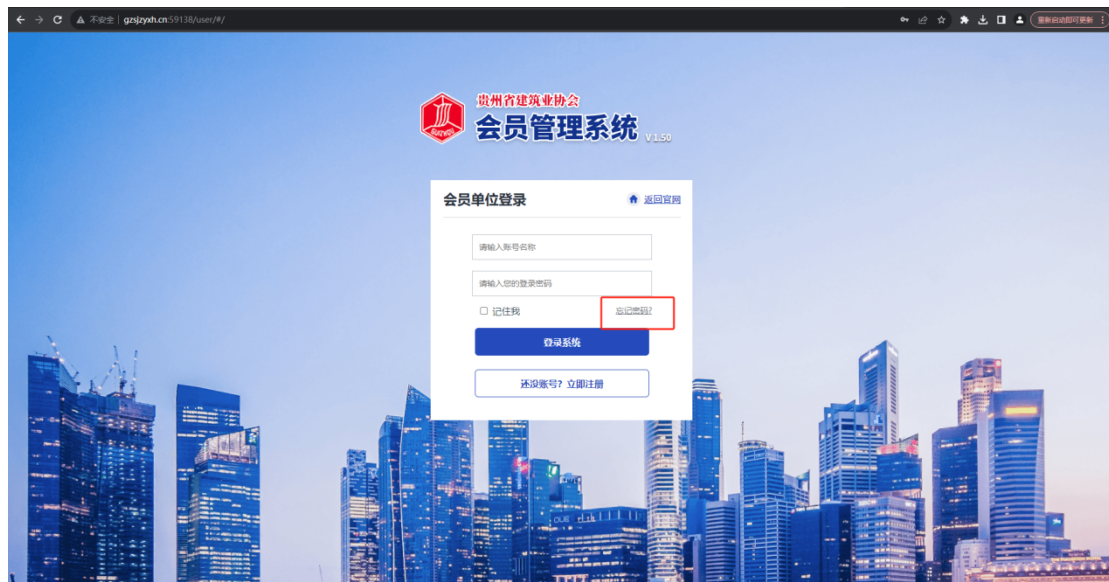 不安全 gzsjzyxh.cn:59138/user/#/
重新启动即可更新
贵州省建筑业协会
会员管理系统 V 1.50
会员单位登录 返回官网
请输入账号名称
请输入您的登录密码
记住我 忘记密码?
登录系统
还没账号？立即注册
OUE